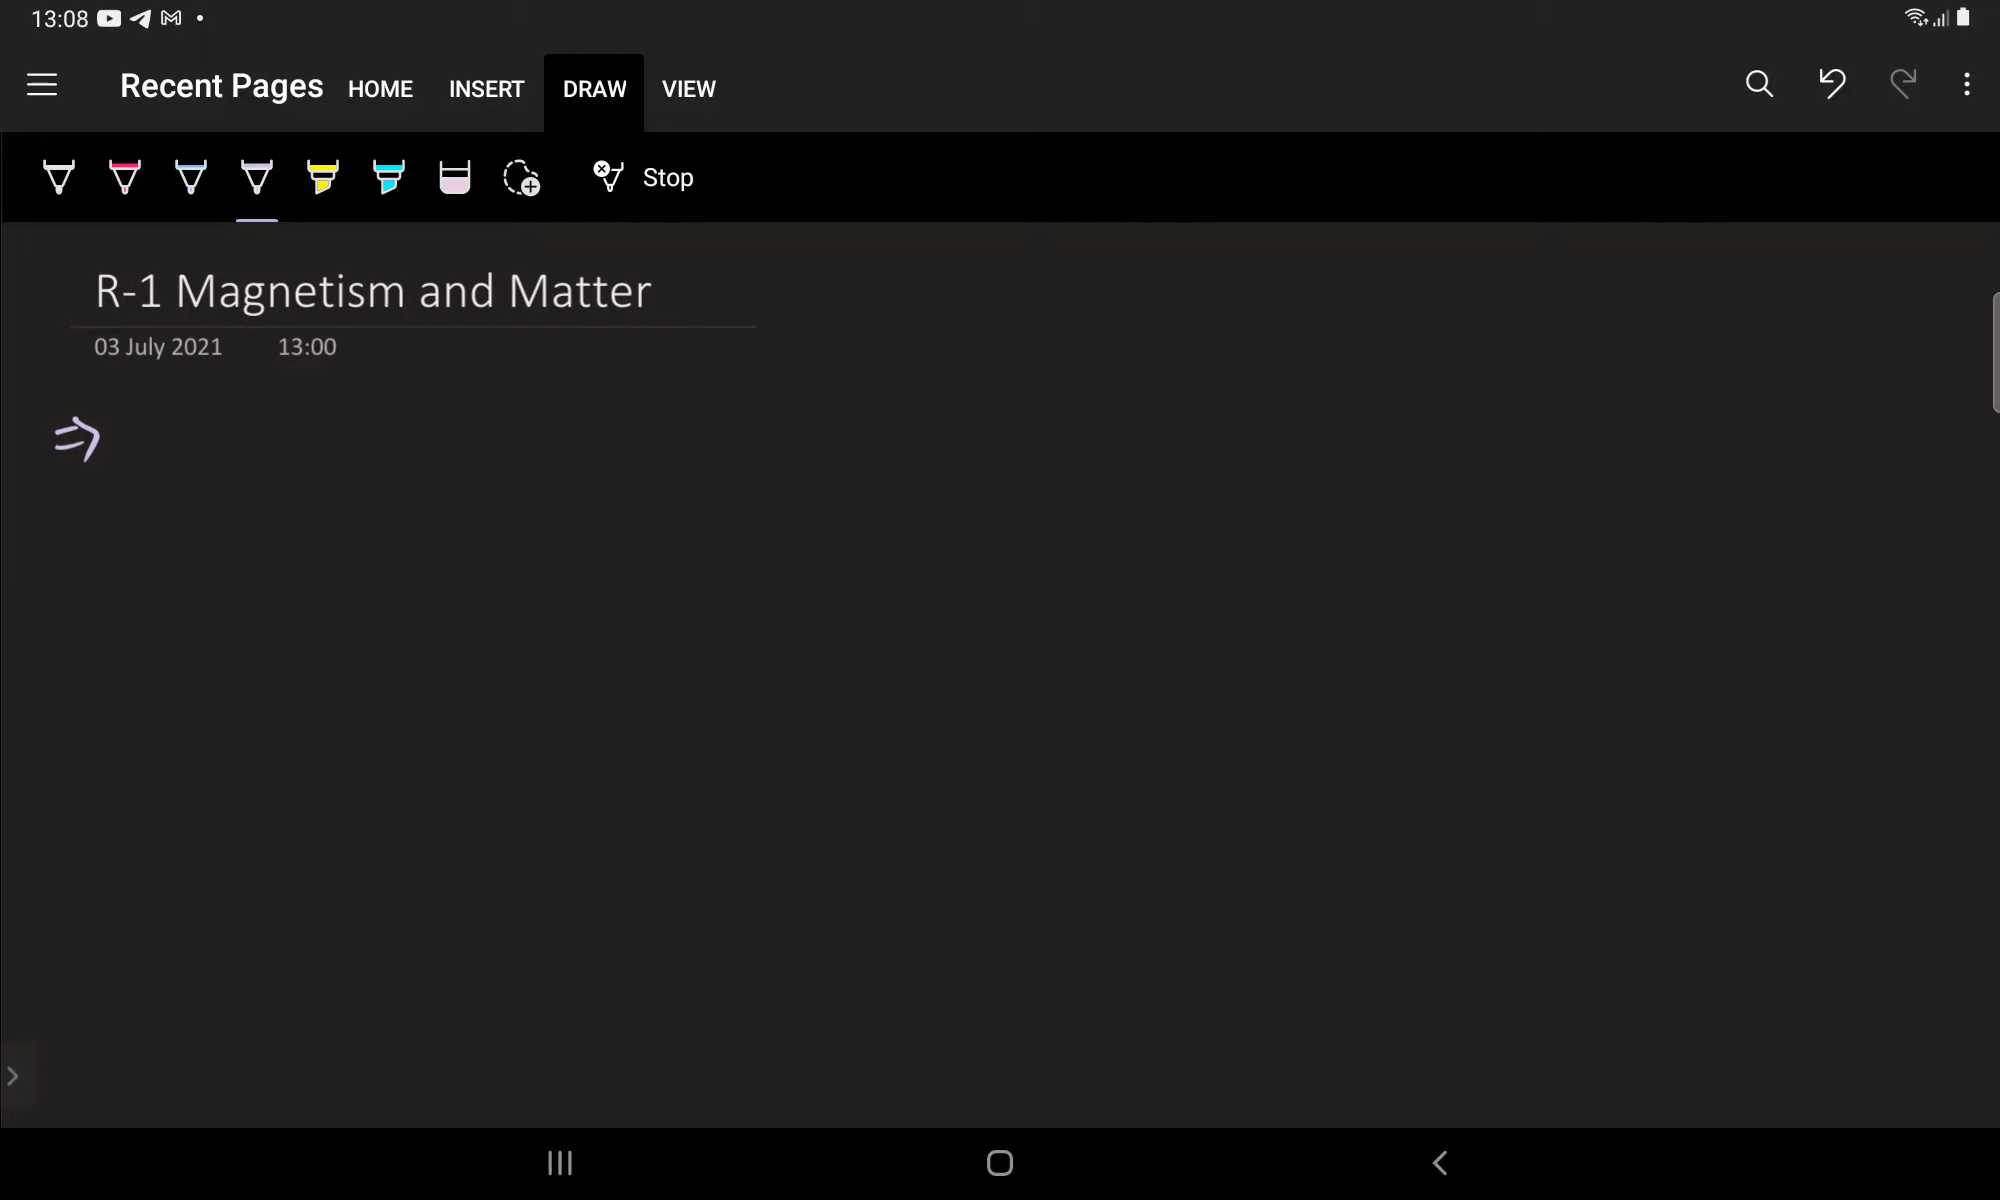 13:08
Recent Pages HOME INSERT DRAW VIEW
Stop
R-1 Magnetism and Matter
03 July 2021 13:00
⇒